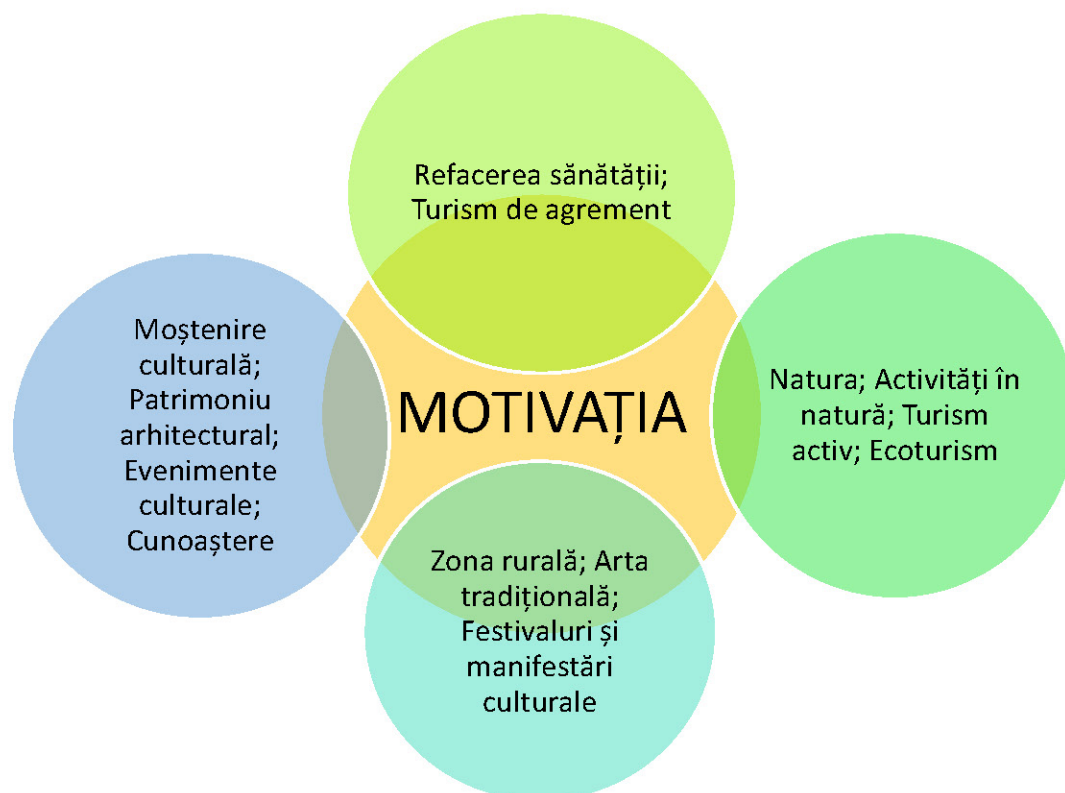 Refacerea sănătății;
Turism de agrement
Moștenire
culturală;
Patrimoniu
arhitectural;
Evenimente
culturale;
Cunoaștere
MOTIVAȚIA
Natura; Activități în
natură; Turism
activ; Ecoturism
Zona rurală; Arta
tradițională;
Festivaluri și
manifestări
culturale